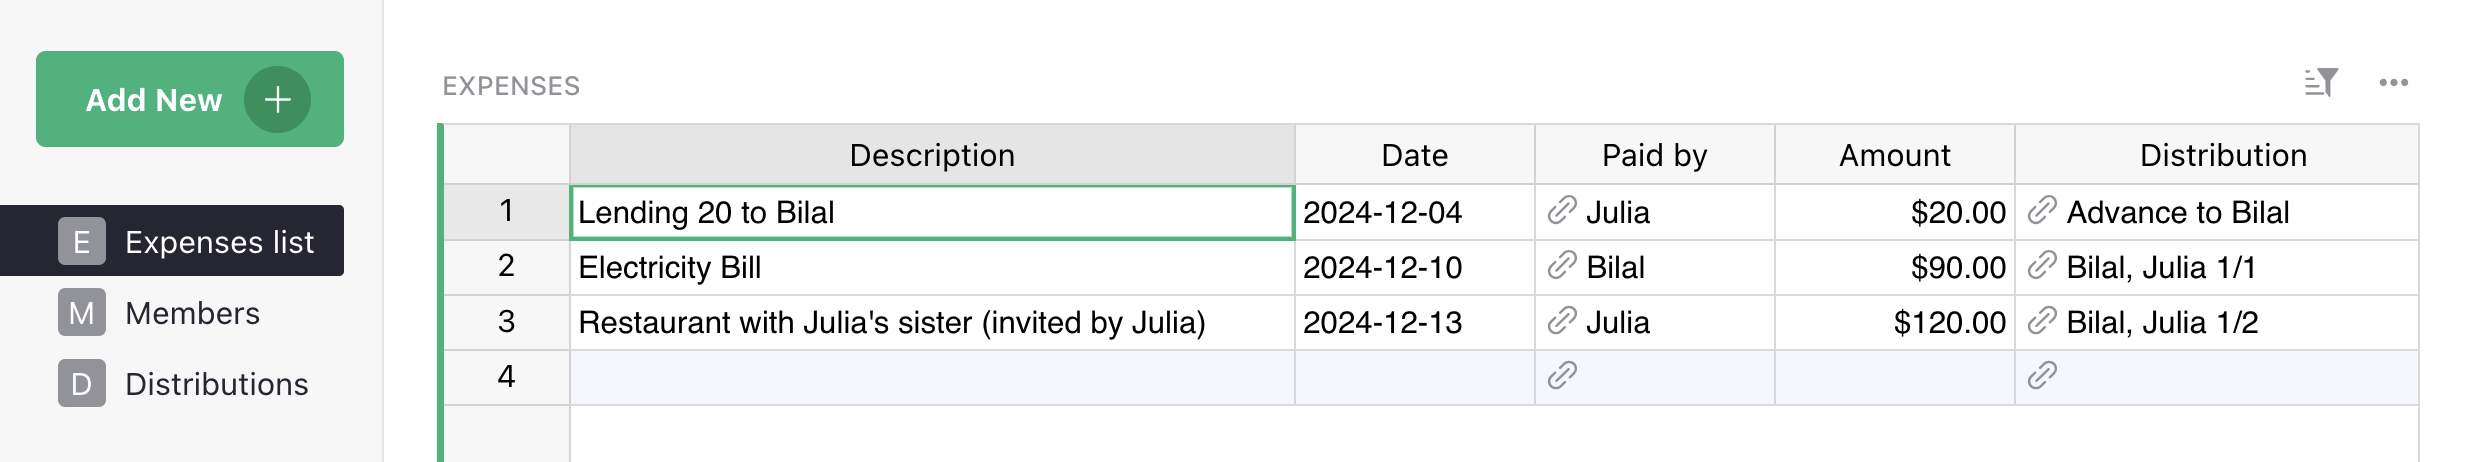 Add New
E Expenses list
M Members
D Distributions
EXPENSES
Description Date Paid by Amount Distribution
1 Lending 20 to Bilal 2024-12-04 Julia $20.00 Advance to Bilal
2 Electricity Bill 2024-12-10 Bilal $90.00 Bilal, Julia 1/1
3 Restaurant with Julia's sister (invited by Julia) 2024-12-13 Julia $120.00 Bilal, Julia 1/2
4